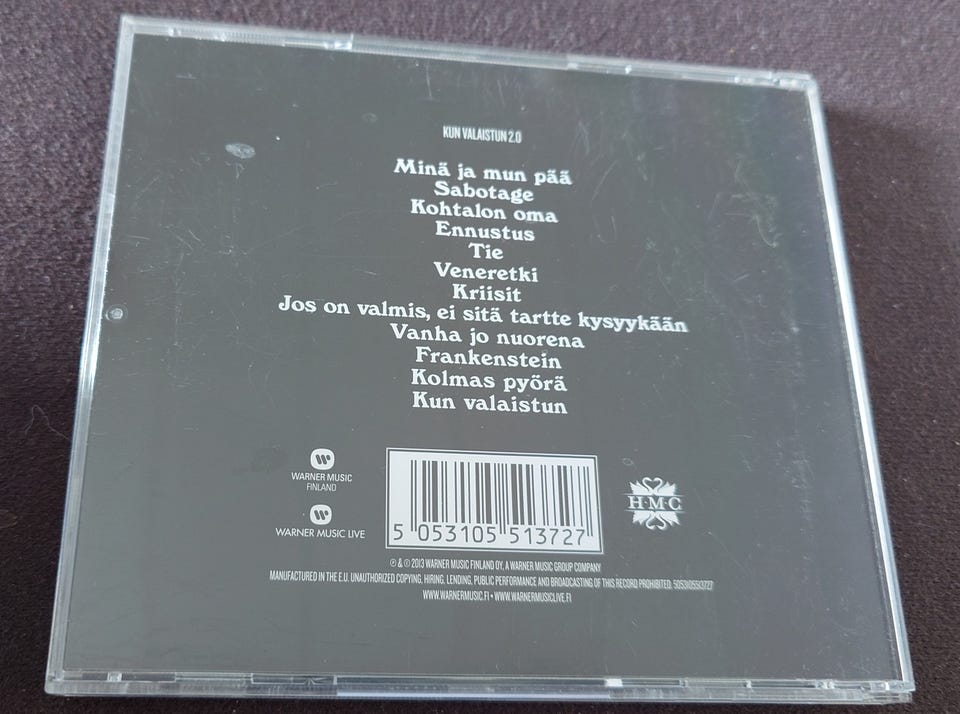 KUN VALAISTUN 2.0
Minä ja mun pää
Sabotage
Kohtalon oma
Ennustus
Tie
Veneretki
Kriisit
Jos on valmis, ei sitä tartte kysyykään
Vanha jo nuorena
Frankenstein
Kolmas pyörä
Kun valaistun
WARNER MUSIC
FINLAND
WARNER MUSIC LIVE
5 053105 513727
H·M·C
℗ & © 2013 WARNER MUSIC FINLAND OY, A WARNER MUSIC GROUP COMPANY
MANUFACTURED IN THE E.U. UNAUTHORIZED COPYING, HIRING, LENDING, PUBLIC PERFORMANCE AND BROADCASTING OF THIS RECORD PROHIBITED. 5053105513727
WWW.WARNERMUSIC.FI • WWW.WARNERMUSICLIVE.FI